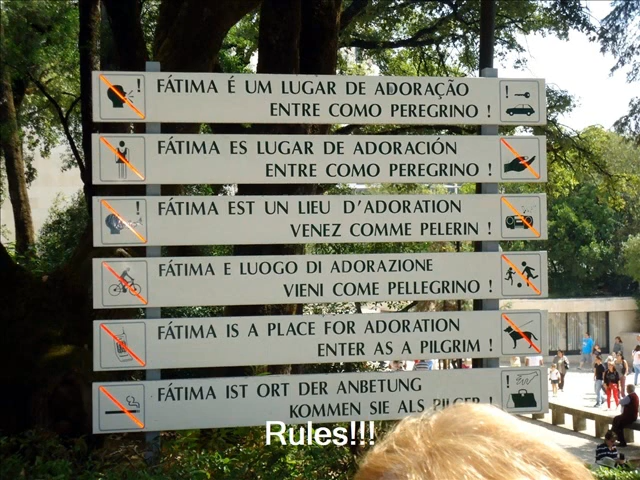 FÁTIMA É UM LUGAR DE ADORAÇÃO
ENTRE COMO PEREGRINO !
FÁTIMA ES LUGAR DE ADORACIÓN
ENTRE COMO PEREGRINO !
FÁTIMA EST UN LIEU D'ADORATION
VENEZ COMME PELERIN !
FÁTIMA E LUOGO DI ADORAZIONE
VIENI COME PELLEGRINO !
FÁTIMA IS A PLACE FOR ADORATION
ENTER AS A PILGRIM !
FÁTIMA IST ORT DER ANBETUNG
KOMMEN SIE ALS PILGER !
Rules!!!